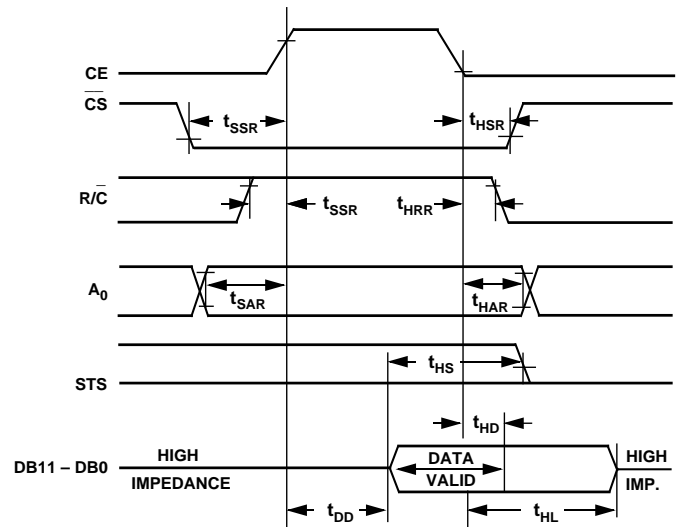 CE
C̅S̅
tSSR
tHSR
R/C̅
tSSR
tHRR
A0
tSAR
tHAR
tHS
STS
tHD
DB11 – DB0
HIGH
IMPEDANCE
DATA
VALID
HIGH
IMP.
tDD
tHL